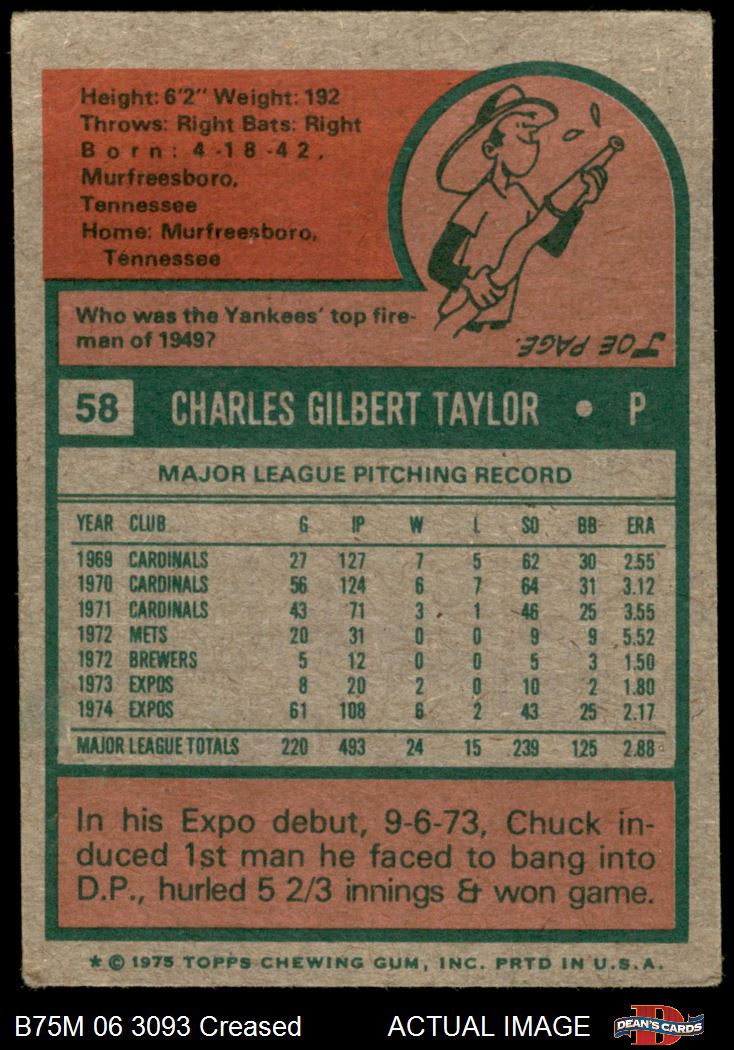 Height: 6'2" Weight: 192
Throws: Right Bats: Right
Born: 4-18-42,
Murfreesboro,
Tennessee
Home: Murfreesboro,
Tennessee
Who was the Yankees' top fire-
man of 1949?
JOE PAGE.
58 CHARLES GILBERT TAYLOR • P
MAJOR LEAGUE PITCHING RECORD
YEAR CLUB G IP W L SO BB ERA
1969 CARDINALS 27 127 7 5 62 30 2.55
1970 CARDINALS 56 124 6 7 64 31 3.12
1971 CARDINALS 43 71 3 1 46 25 3.55
1972 METS 20 31 0 0 9 9 5.52
1972 BREWERS 5 12 0 0 5 3 1.50
1973 EXPOS 8 20 2 0 10 2 1.80
1974 EXPOS 61 108 6 2 43 25 2.17
MAJOR LEAGUE TOTALS 220 493 24 15 239 125 2.88
In his Expo debut, 9-6-73, Chuck in-
duced 1st man he faced to bang into
D.P., hurled 5 2/3 innings & won game.
* © 1975 TOPPS CHEWING GUM, INC. PRTD IN U.S.A.
B75M 06 3093 Creased ACTUAL IMAGE DEAN'S CARDS